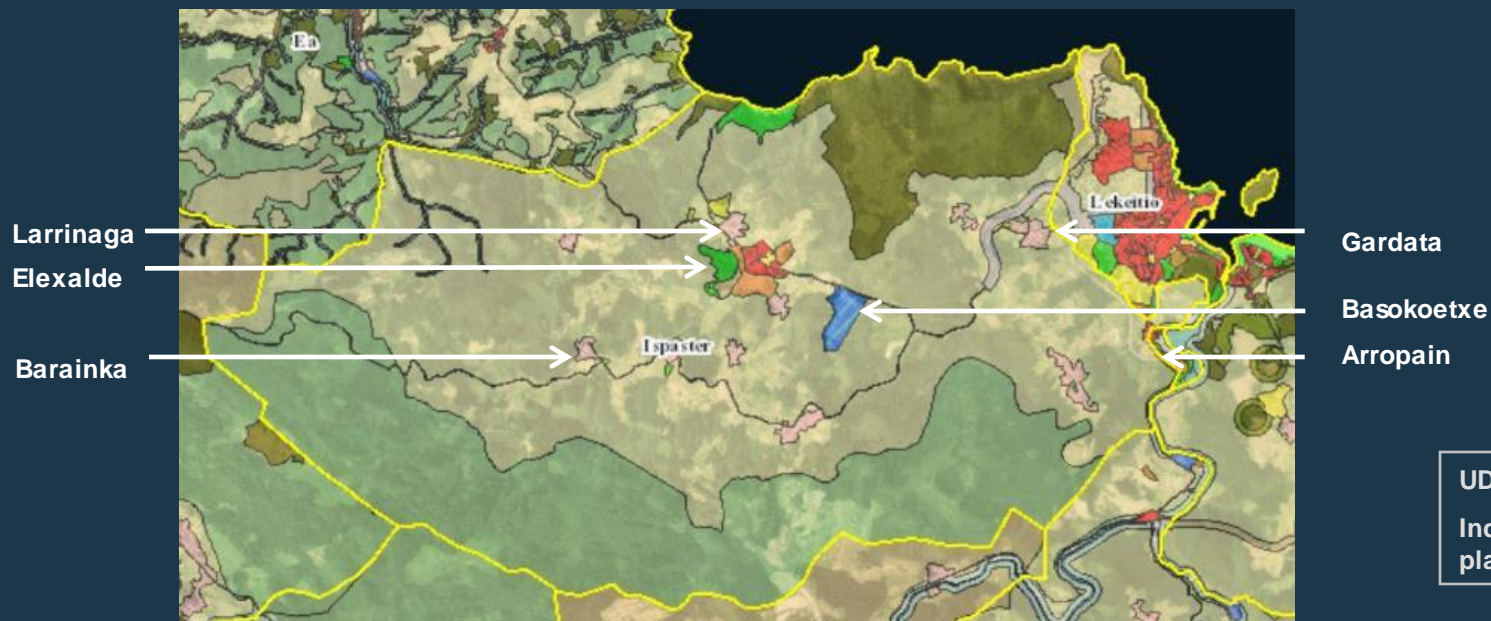 Ea
Lekeitio
Larrinaga
Gardata
Elexalde
Basokoetxe
Ispaster
Barainka
Arropain